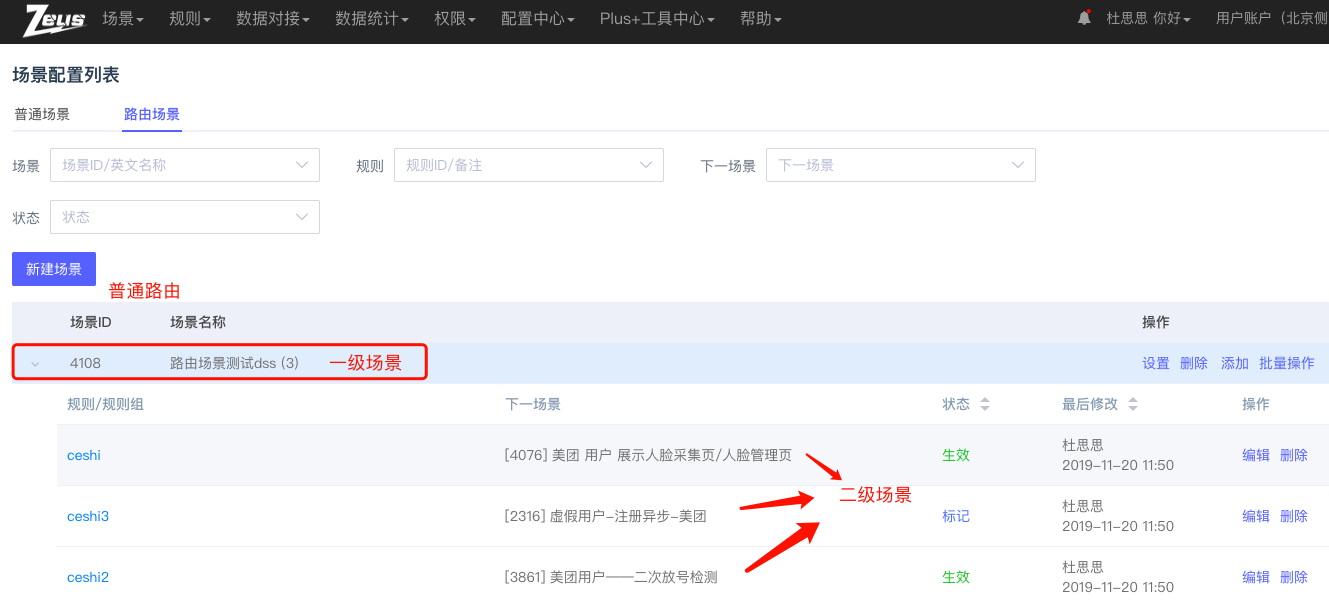 ZEUS 场景 规则 数据对接 数据统计 权限 配置中心 Plus+工具中心 帮助 杜思思 你好 用户账户（北京侧
场景配置列表
普通场景 路由场景
场景 场景ID/英文名称 规则 规则ID/备注 下一场景 下一场景
状态 状态
新建场景
普通路由
场景ID 场景名称 操作
4108 路由场景测试dss (3) 一级场景 设置 删除 添加 批量操作
规则/规则组 下一场景 状态 最后修改 操作
ceshi [4076] 美团 用户 展示人脸采集页/人脸管理页 生效 杜思思 编辑 删除
2019-11-20 11:50
二级场景
ceshi3 [2316] 虚假用户-注册异步-美团 标记 杜思思 编辑 删除
2019-11-20 11:50
ceshi2 [3861] 美团用户——二次放号检测 生效 杜思思 编辑 删除
2019-11-20 11:50